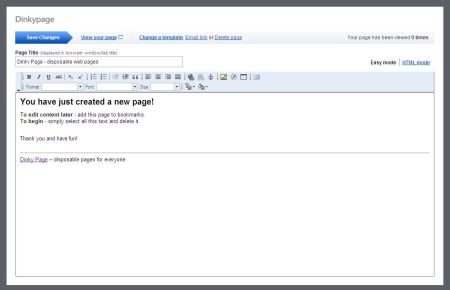 Dinkypage
Save Changes View your page Change a template, Email link or Delete page Your page has been viewed 0 times.
Page Title (displayed in browser window/tab title)
Dinky Page - disposable web pages Easy mode HTML mode
B I U ABC
Format Font Size
You have just created a new page!
To edit content later - add this page to bookmarks.
To begin - simply select all this text and delete it.
Thank you and have fun!
Dinky Page – disposable pages for everyone